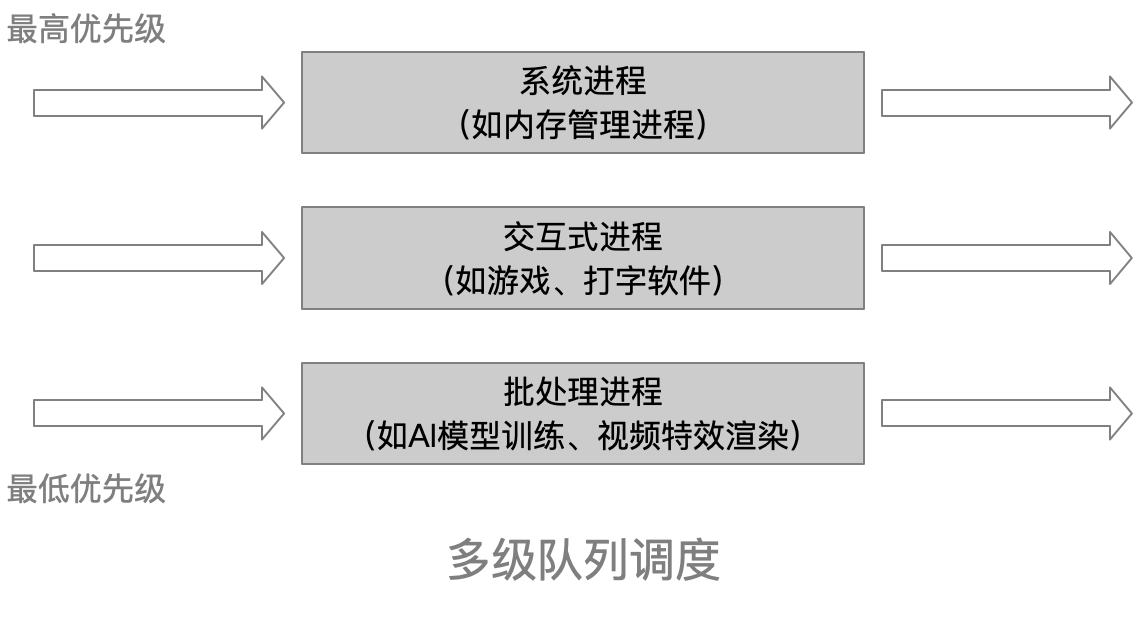 最高优先级
系统进程
（如内存管理进程）
交互式进程
（如游戏、打字软件）
批处理进程
（如AI模型训练、视频特效渲染）
最低优先级
多级队列调度